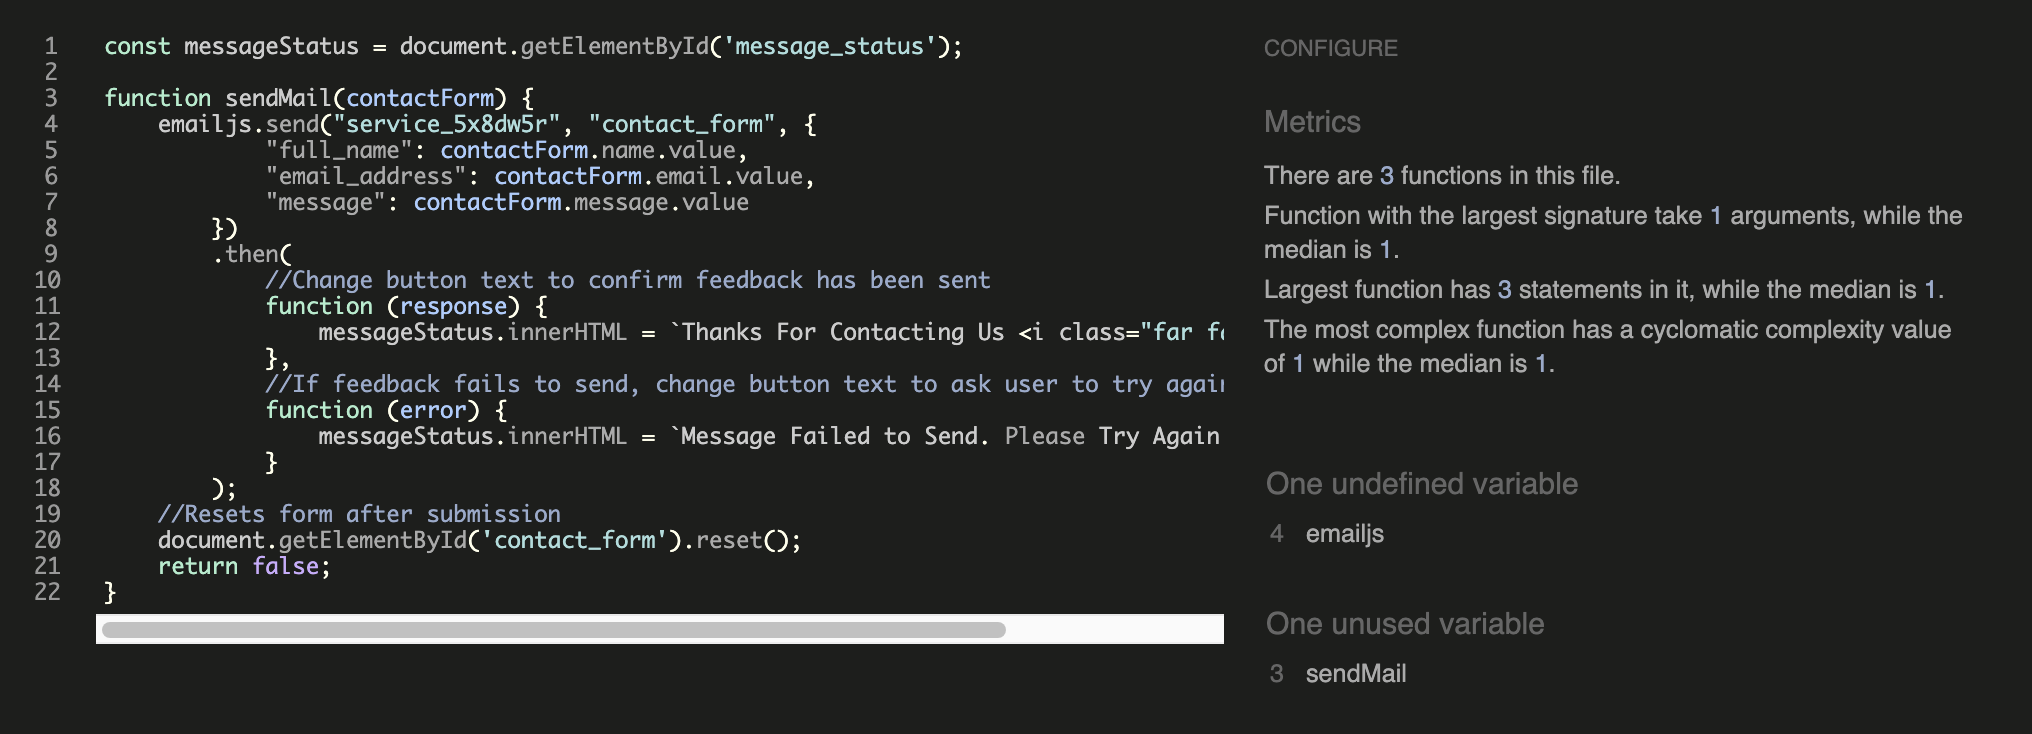 1 const messageStatus = document.getElementById('message_status');
2
3 function sendMail(contactForm) {
4     emailjs.send("service_5x8dw5r", "contact_form", {
5             "full_name": contactForm.name.value,
6             "email_address": contactForm.email.value,
7             "message": contactForm.message.value
8         })
9         .then(
10             //Change button text to confirm feedback has been sent
11             function (response) {
12                 messageStatus.innerHTML = `Thanks For Contacting Us <i class="far
13             },
14             //If feedback fails to send, change button text to ask user to try
15             function (error) {
16                 messageStatus.innerHTML = `Message Failed to Send. Please Try Again
17             }
18         );
19     //Resets form after submission
20     document.getElementById('contact_form').reset();
21     return false;
22 }
CONFIGURE
Metrics
There are 3 functions in this file.
Function with the largest signature take 1 arguments, while the
median is 1.
Largest function has 3 statements in it, while the median is 1.
The most complex function has a cyclomatic complexity value
of 1 while the median is 1.
One undefined variable
4 emailjs
One unused variable
3 sendMail